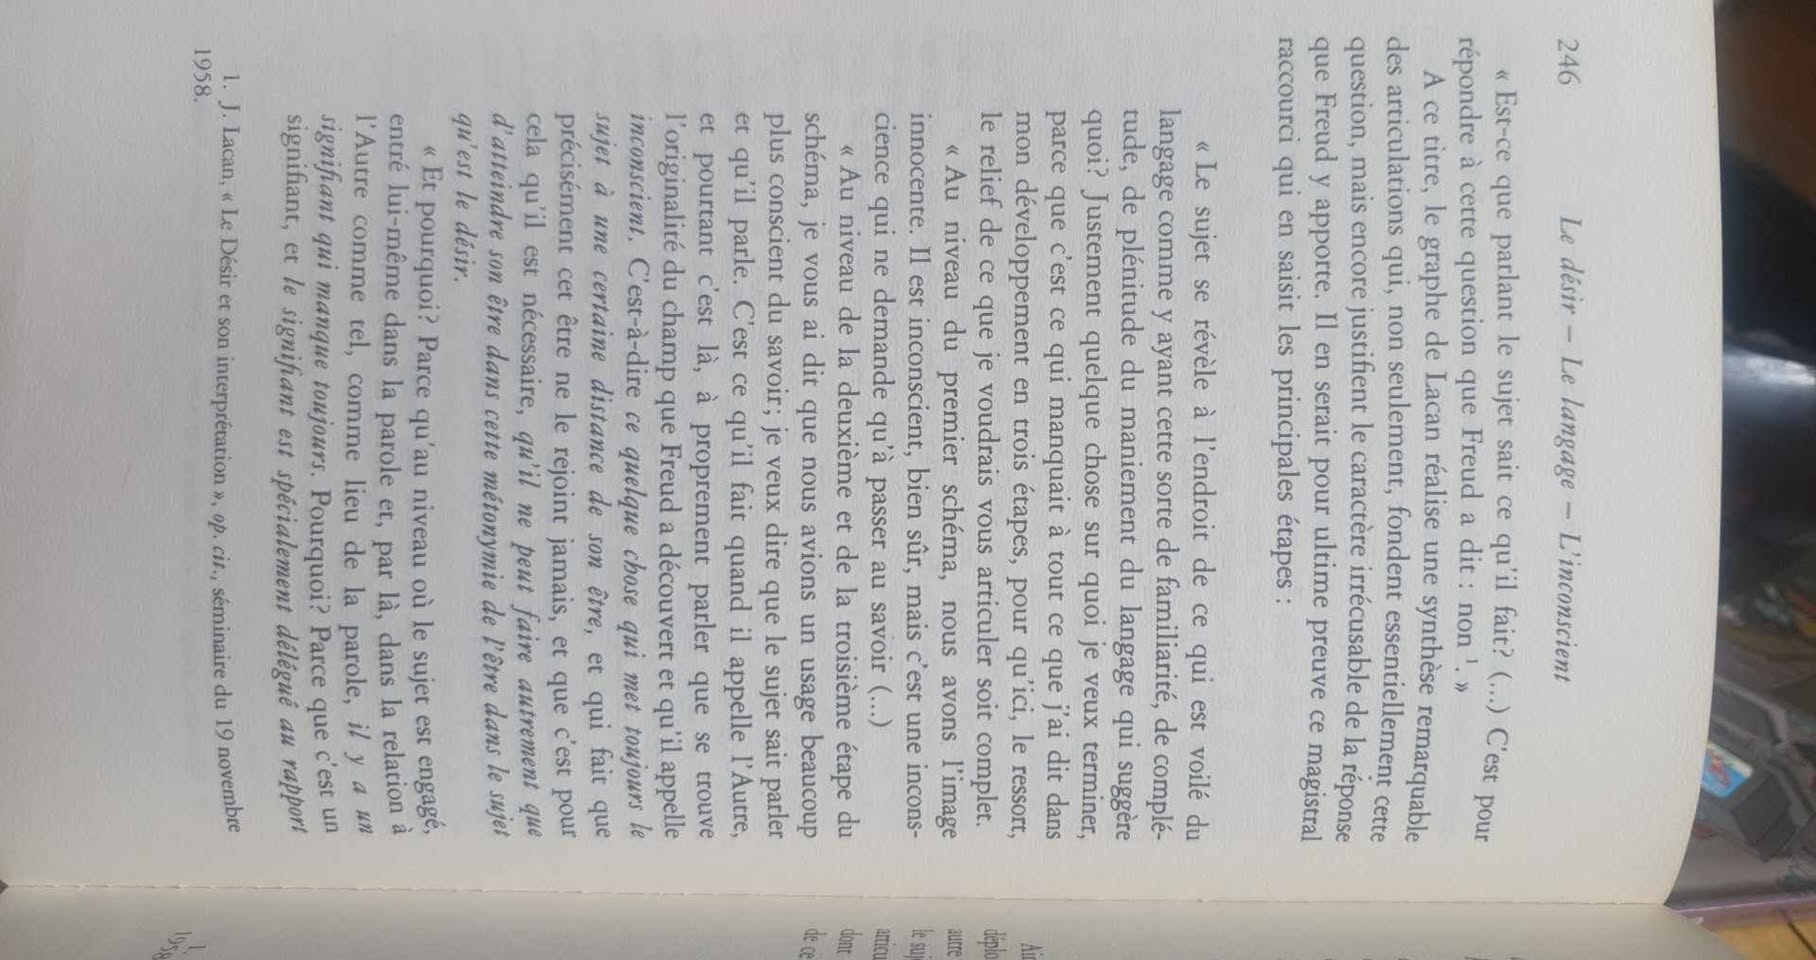 246 Le désir – Le langage – L'inconscient
« Est-ce que parlant le sujet sait ce qu'il fait? (...) C'est pour
répondre à cette question que Freud a dit : non ¹. »
A ce titre, le graphe de Lacan réalise une synthèse remarquable
des articulations qui, non seulement, fondent essentiellement cette
question, mais encore justifient le caractère irrécusable de la réponse
que Freud y apporte. Il en serait pour ultime preuve ce magistral
raccourci qui en saisit les principales étapes :
« Le sujet se révèle à l'endroit de ce qui est voilé du
langage comme y ayant cette sorte de familiarité, de complé-
tude, de plénitude du maniement du langage qui suggère
quoi? Justement quelque chose sur quoi je veux terminer,
parce que c'est ce qui manquait à tout ce que j'ai dit dans
mon développement en trois étapes, pour qu'ici, le ressort,
le relief de ce que je voudrais vous articuler soit complet.
« Au niveau du premier schéma, nous avons l'image
innocente. Il est inconscient, bien sûr, mais c'est une incons-
cience qui ne demande qu'à passer au savoir (...)
« Au niveau de la deuxième et de la troisième étape du
schéma, je vous ai dit que nous avions un usage beaucoup
plus conscient du savoir; je veux dire que le sujet sait parler
et qu'il parle. C'est ce qu'il fait quand il appelle l'Autre,
et pourtant c'est là, à proprement parler que se trouve
l'originalité du champ que Freud a découvert et qu'il appelle
inconscient. C'est-à-dire ce quelque chose qui met toujours le
sujet à une certaine distance de son être, et qui fait que
précisément cet être ne le rejoint jamais, et que c'est pour
cela qu'il est nécessaire, qu'il ne peut faire autrement que
d'atteindre son être dans cette métonymie de l'être dans le sujet
qu'est le désir.
« Et pourquoi? Parce qu'au niveau où le sujet est engagé,
entré lui-même dans la parole et, par là, dans la relation à
l'Autre comme tel, comme lieu de la parole, il y a un
signifiant qui manque toujours. Pourquoi? Parce que c'est un
signifiant, et le signifiant est spécialement délégué au rapport
1. J. Lacan, « Le Désir et son interprétation », op. cit., séminaire du 19 novembre
1958.
déplo
autre
le suj
articu
dont
de ce